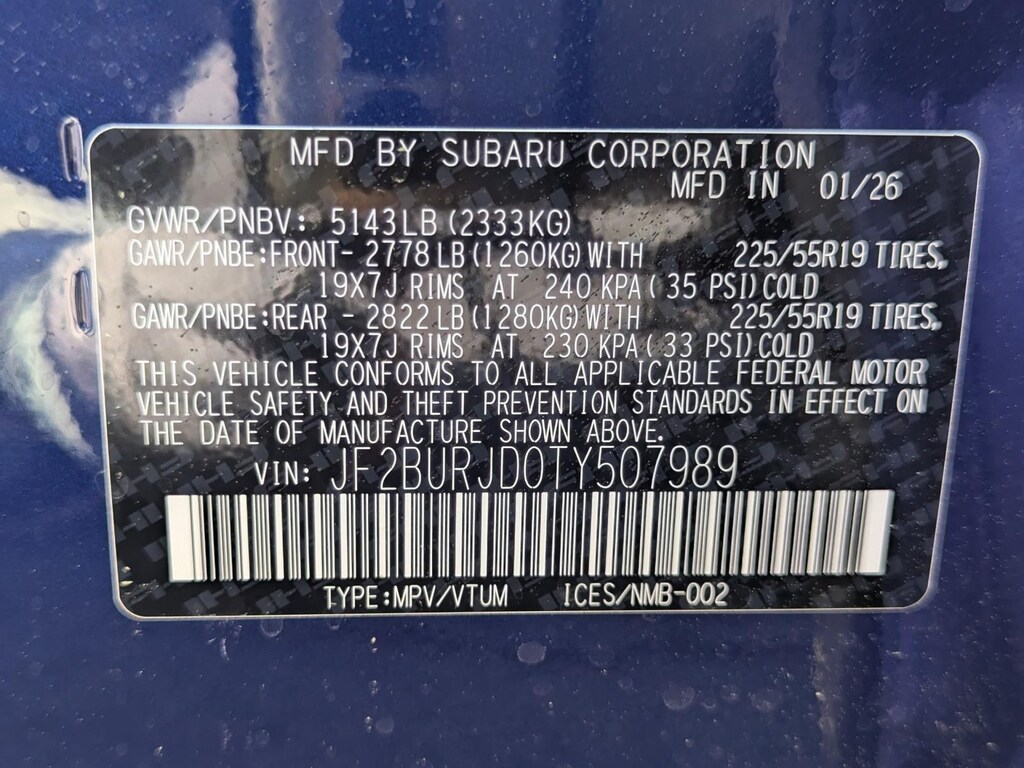 MFD BY SUBARU CORPORATION
MFD IN 01/26
GVWR/PNBV: 5143LB (2333KG)
GAWR/PNBE:FRONT- 2778LB(1260KG)WITH 225/55R19 TIRES,
19X7J RIMS AT 240 KPA( 35 PSI)COLD
GAWR/PNBE:REAR - 2822LB(1280KG)WITH 225/55R19 TIRES,
19X7J RIMS AT 230 KPA( 33 PSI)COLD
THIS VEHICLE CONFORMS TO ALL APPLICABLE FEDERAL MOTOR
VEHICLE SAFETY AND THEFT PREVENTION STANDARDS IN EFFECT ON
THE DATE OF MANUFACTURE SHOWN ABOVE.
VIN: JF2BURJD0TY507989
TYPE:MPV/VTUM ICES/NMB-002